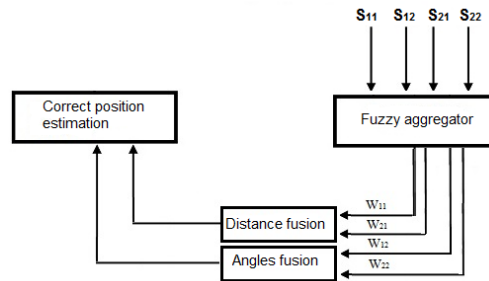 S11 S12 S21 S22
Correct position
estimation
Fuzzy aggregator
W11
Distance fusion
W21
W12
Angles fusion
W22